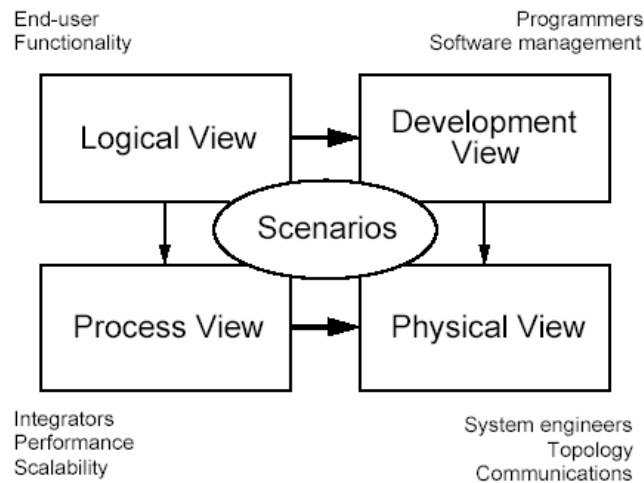 End-user
Functionality
Programmers
Software management
Logical View
Development
View
Scenarios
Process View
Physical View
Integrators
Performance
Scalability
System engineers
Topology
Communications